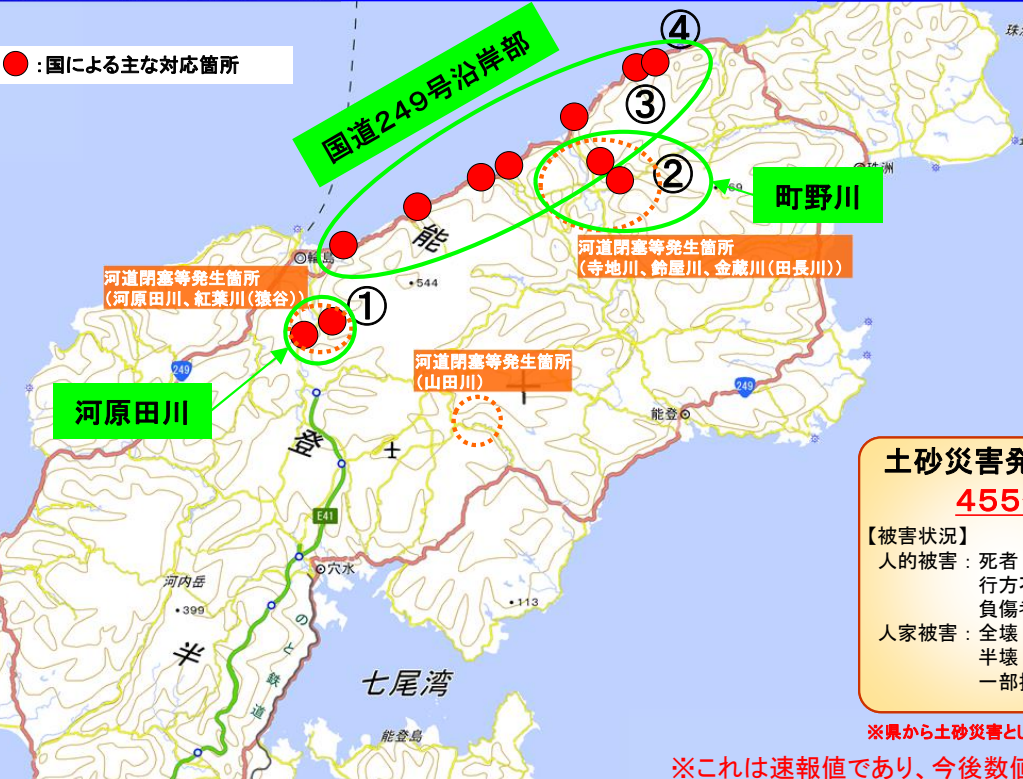 ：国による主な対応箇所
国道249号沿岸部
④
③
②
町野川
河道閉塞等発生箇所
（寺地川、鈴屋川、金蔵川（田長川））
輪島
能
・544
河道閉塞等発生箇所
（河原田川、紅葉川（猿谷））
①
249
河道閉塞等発生箇所
（山田川）
河原田川
能登
249
登
E41
穴水
河内岳
・399
・113
半
のと鉄道
七尾湾
能登島
珠洲
土砂災害発
455
【被害状況】
人的被害：死者
行方不
負傷者
人家被害：全壊
半壊
一部損
※県から土砂災害とし
※これは速報値であり、今後数値